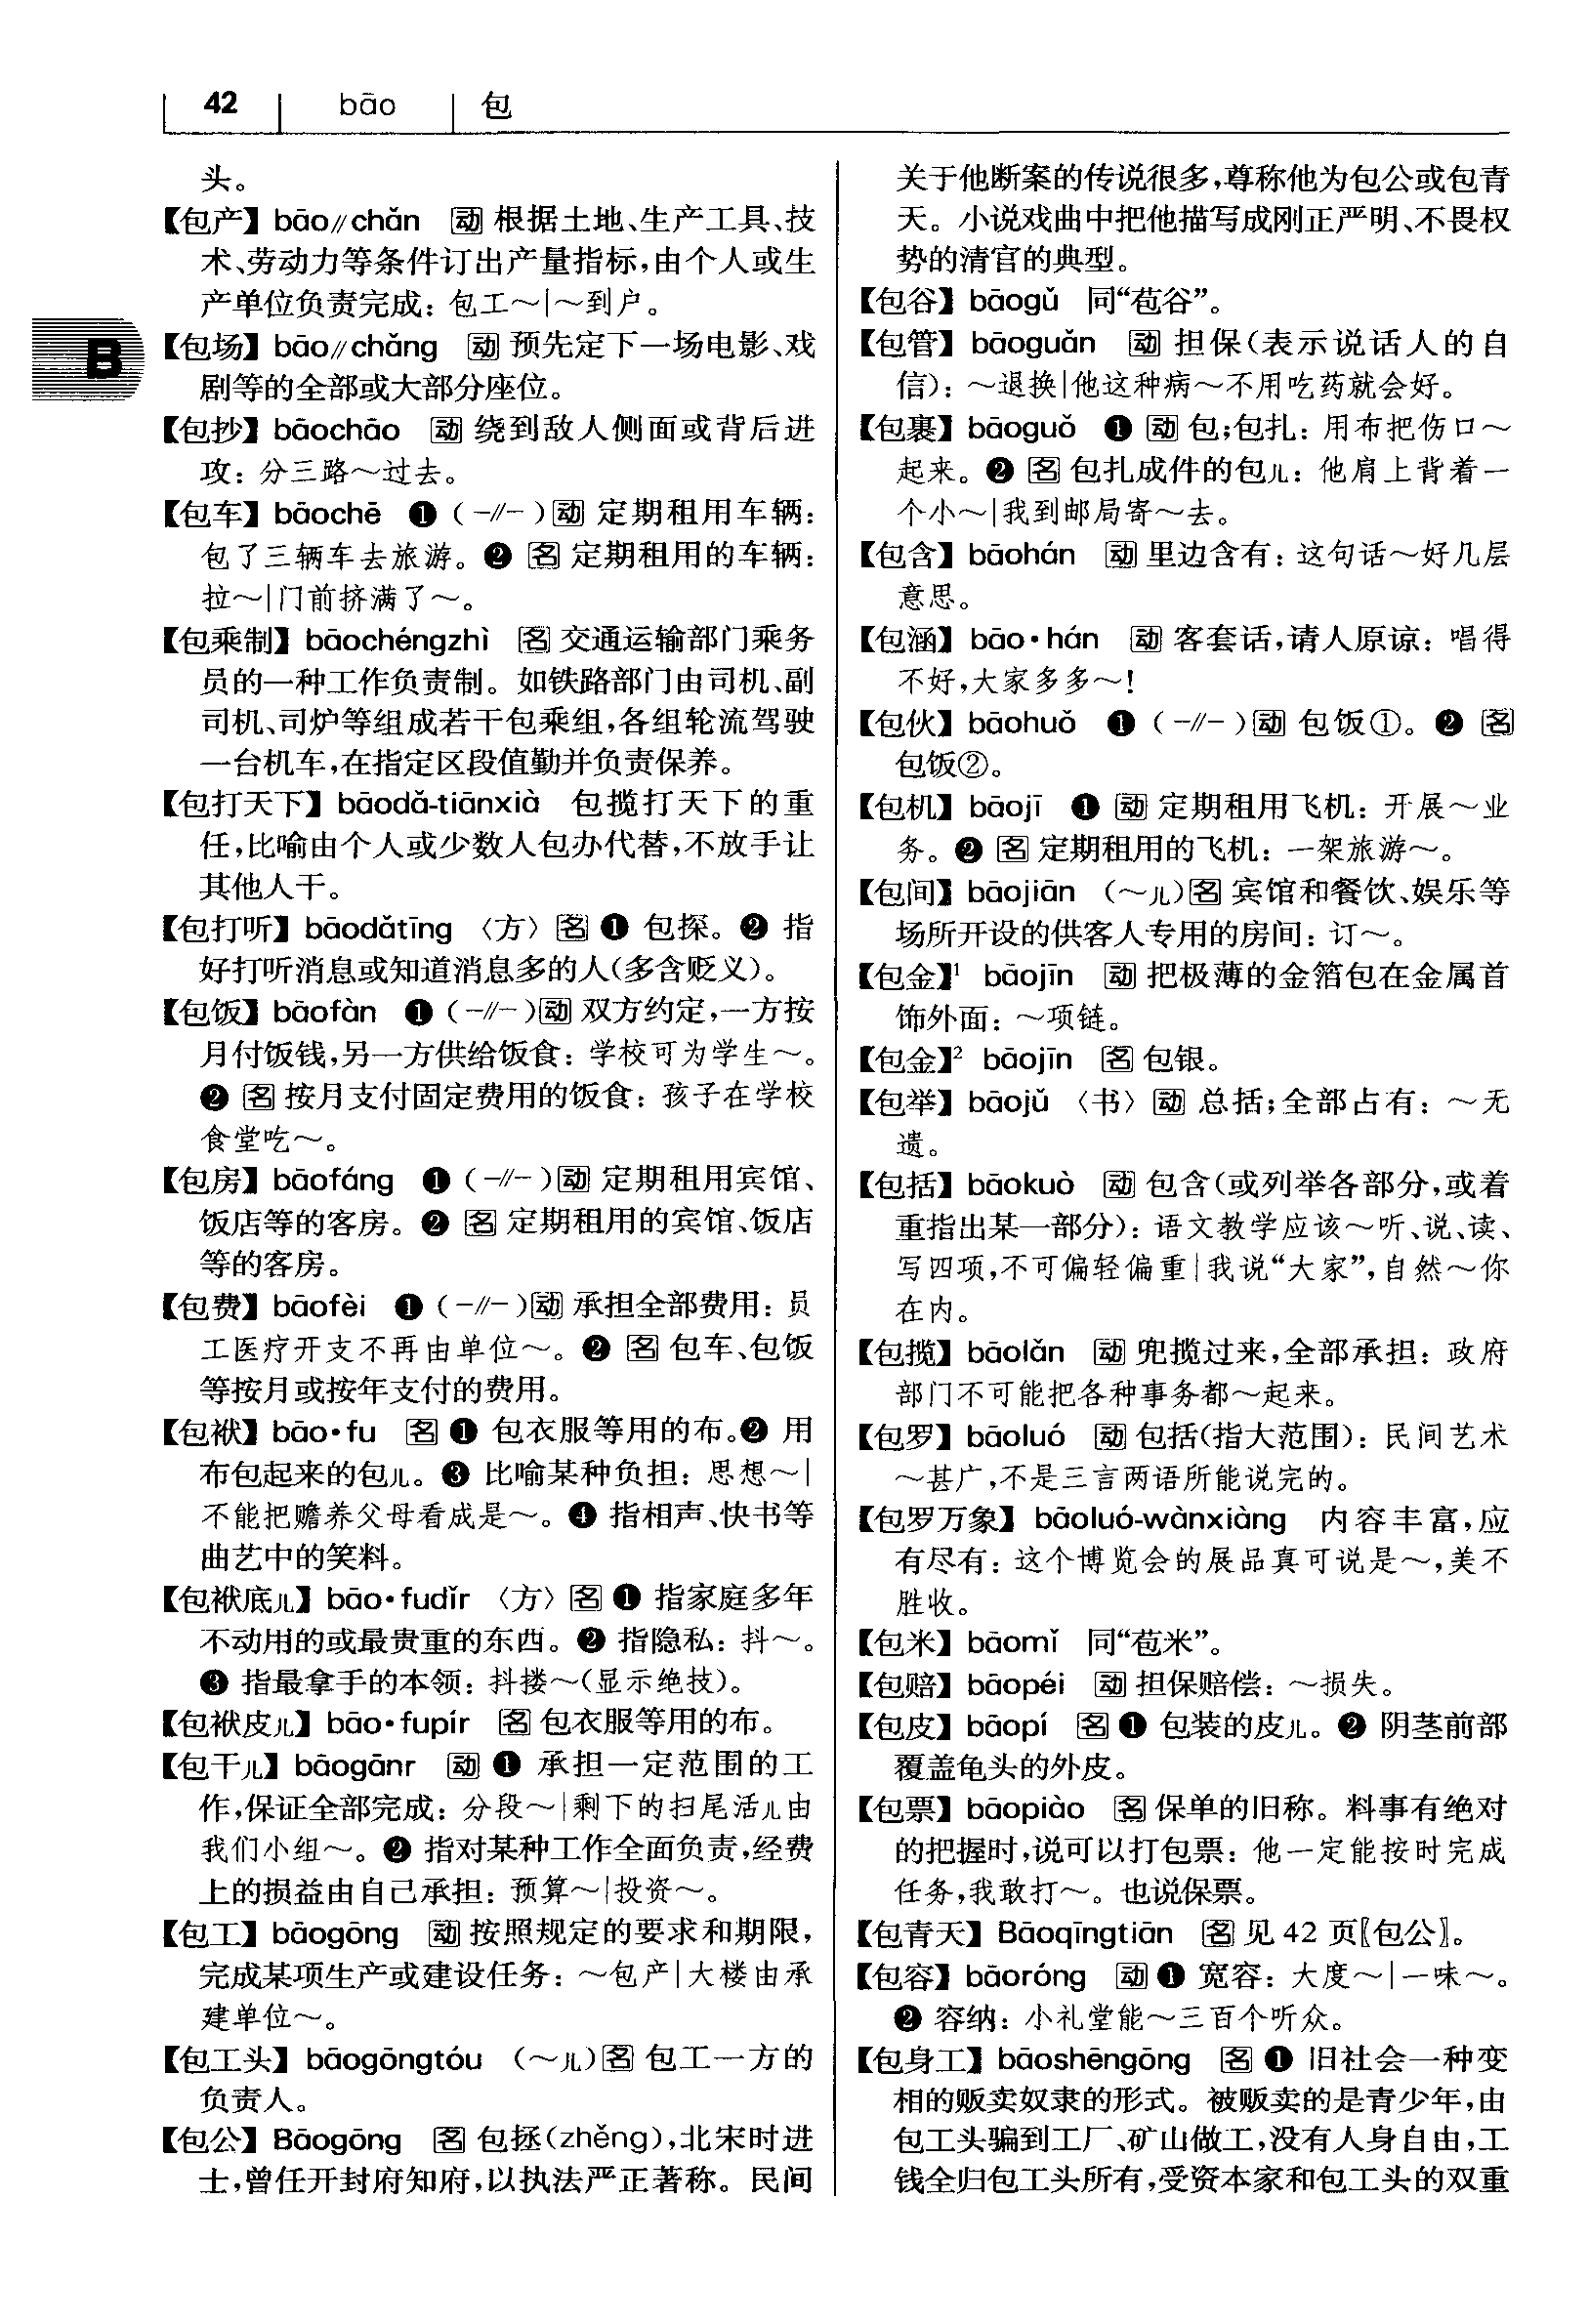 42 bāo 包
B
头。
【包产】bāo//chǎn 动 根据土地、生产工具、技
术、劳动力等条件订出产量指标,由个人或生
产单位负责完成：包工～|～到户。
【包场】bāo//chǎng 动 预先定下一场电影、戏
剧等的全部或大部分座位。
【包抄】bāochāo 动 绕到敌人侧面或背后进
攻：分三路～过去。
【包车】bāochē ❶（-//-）动 定期租用车辆：
包了三辆车去旅游。❷ 名 定期租用的车辆：
拉～|门前挤满了～。
【包乘制】bāochéngzhì 名 交通运输部门乘务
员的一种工作负责制。如铁路部门由司机、副
司机、司炉等组成若干包乘组,各组轮流驾驶
一台机车,在指定区段值勤并负责保养。
【包打天下】bāodǎ-tiānxià 包揽打天下的重
任,比喻由个人或少数人包办代替,不放手让
其他人干。
【包打听】bāodǎtīng 〈方〉名 ❶ 包探。❷ 指
好打听消息或知道消息多的人(多含贬义)。
【包饭】bāofàn ❶（-//-）动 双方约定,一方按
月付饭钱,另一方供给饭食：学校可为学生～。
❷ 名 按月支付固定费用的饭食：孩子在学校
食堂吃～。
【包房】bāofáng ❶（-//-）动 定期租用宾馆、
饭店等的客房。❷ 名 定期租用的宾馆、饭店
等的客房。
【包费】bāofèi ❶（-//-）动 承担全部费用：员
工医疗开支不再由单位～。❷ 名 包车、包饭
等按月或按年支付的费用。
【包袱】bāo·fu 名 ❶ 包衣服等用的布。❷ 用
布包起来的包儿。❸ 比喻某种负担：思想～|
不能把赡养父母看成是～。❹ 指相声、快书等
曲艺中的笑料。
【包袱底儿】bāo·fudǐr 〈方〉名 ❶ 指家庭多年
不动用的或最贵重的东西。❷ 指隐私：抖～。
❸ 指最拿手的本领：抖搂～(显示绝技)。
【包袱皮儿】bāo·fupír 名 包衣服等用的布。
【包干儿】bāogānr 动 ❶ 承担一定范围的工
作,保证全部完成：分段～|剩下的扫尾活儿由
我们小组～。❷ 指对某种工作全面负责,经费
上的损益由自己承担：预算～|投资～。
【包工】bāogōng 动 按照规定的要求和期限,
完成某项生产或建设任务：～包产|大楼由承
建单位～。
【包工头】bāogōngtóu （～儿）名 包工一方的
负责人。
【包公】Bāogōng 名 包拯(zhěng),北宋时进
士,曾任开封府知府,以执法严正著称。民间
关于他断案的传说很多,尊称他为包公或包青
天。小说戏曲中把他描写成刚正严明、不畏权
势的清官的典型。
【包谷】bāogǔ 同“苞谷”。
【包管】bāoguǎn 动 担保(表示说话人的自
信)：～退换|他这种病～不用吃药就会好。
【包裹】bāoguǒ ❶ 动 包;包扎：用布把伤口～
起来。❷ 名 包扎成件的包儿：他肩上背着一
个小～|我到邮局寄～去。
【包含】bāohán 动 里边含有：这句话～好几层
意思。
【包涵】bāo·hán 动 客套话,请人原谅：唱得
不好,大家多多～!
【包伙】bāohuǒ ❶（-//-）动 包饭①。❷ 名
包饭②。
【包机】bāojī ❶ 动 定期租用飞机：开展～业
务。❷ 名 定期租用的飞机：一架旅游～。
【包间】bāojiān （～儿）名 宾馆和餐饮、娱乐等
场所开设的供客人专用的房间：订～。
【包金】¹ bāojīn 动 把极薄的金箔包在金属首
饰外面：～项链。
【包金】² bāojīn 名 包银。
【包举】bāojǔ 〈书〉动 总括;全部占有：～无
遗。
【包括】bāokuò 动 包含(或列举各部分,或着
重指出某一部分)：语文教学应该～听、说、读、
写四项,不可偏轻偏重|我说“大家”,自然～你
在内。
【包揽】bāolǎn 动 兜揽过来,全部承担：政府
部门不可能把各种事务都～起来。
【包罗】bāoluó 动 包括(指大范围)：民间艺术
～甚广,不是三言两语所能说完的。
【包罗万象】bāoluó-wànxiàng 内容丰富,应
有尽有：这个博览会的展品真可说是～,美不
胜收。
【包米】bāomǐ 同“苞米”。
【包赔】bāopéi 动 担保赔偿：～损失。
【包皮】bāopí 名 ❶ 包装的皮儿。❷ 阴茎前部
覆盖龟头的外皮。
【包票】bāopiào 名 保单的旧称。料事有绝对
的把握时,说可以打包票：他一定能按时完成
任务,我敢打～。也说保票。
【包青天】Bāoqīngtiān 名 见 42 页〖包公〗。
【包容】bāoróng 动 ❶ 宽容：大度～|一味～。
❷ 容纳：小礼堂能～三百个听众。
【包身工】bāoshēngōng 名 ❶ 旧社会一种变
相的贩卖奴隶的形式。被贩卖的是青少年,由
包工头骗到工厂、矿山做工,没有人身自由,工
钱全归包工头所有,受资本家和包工头的双重